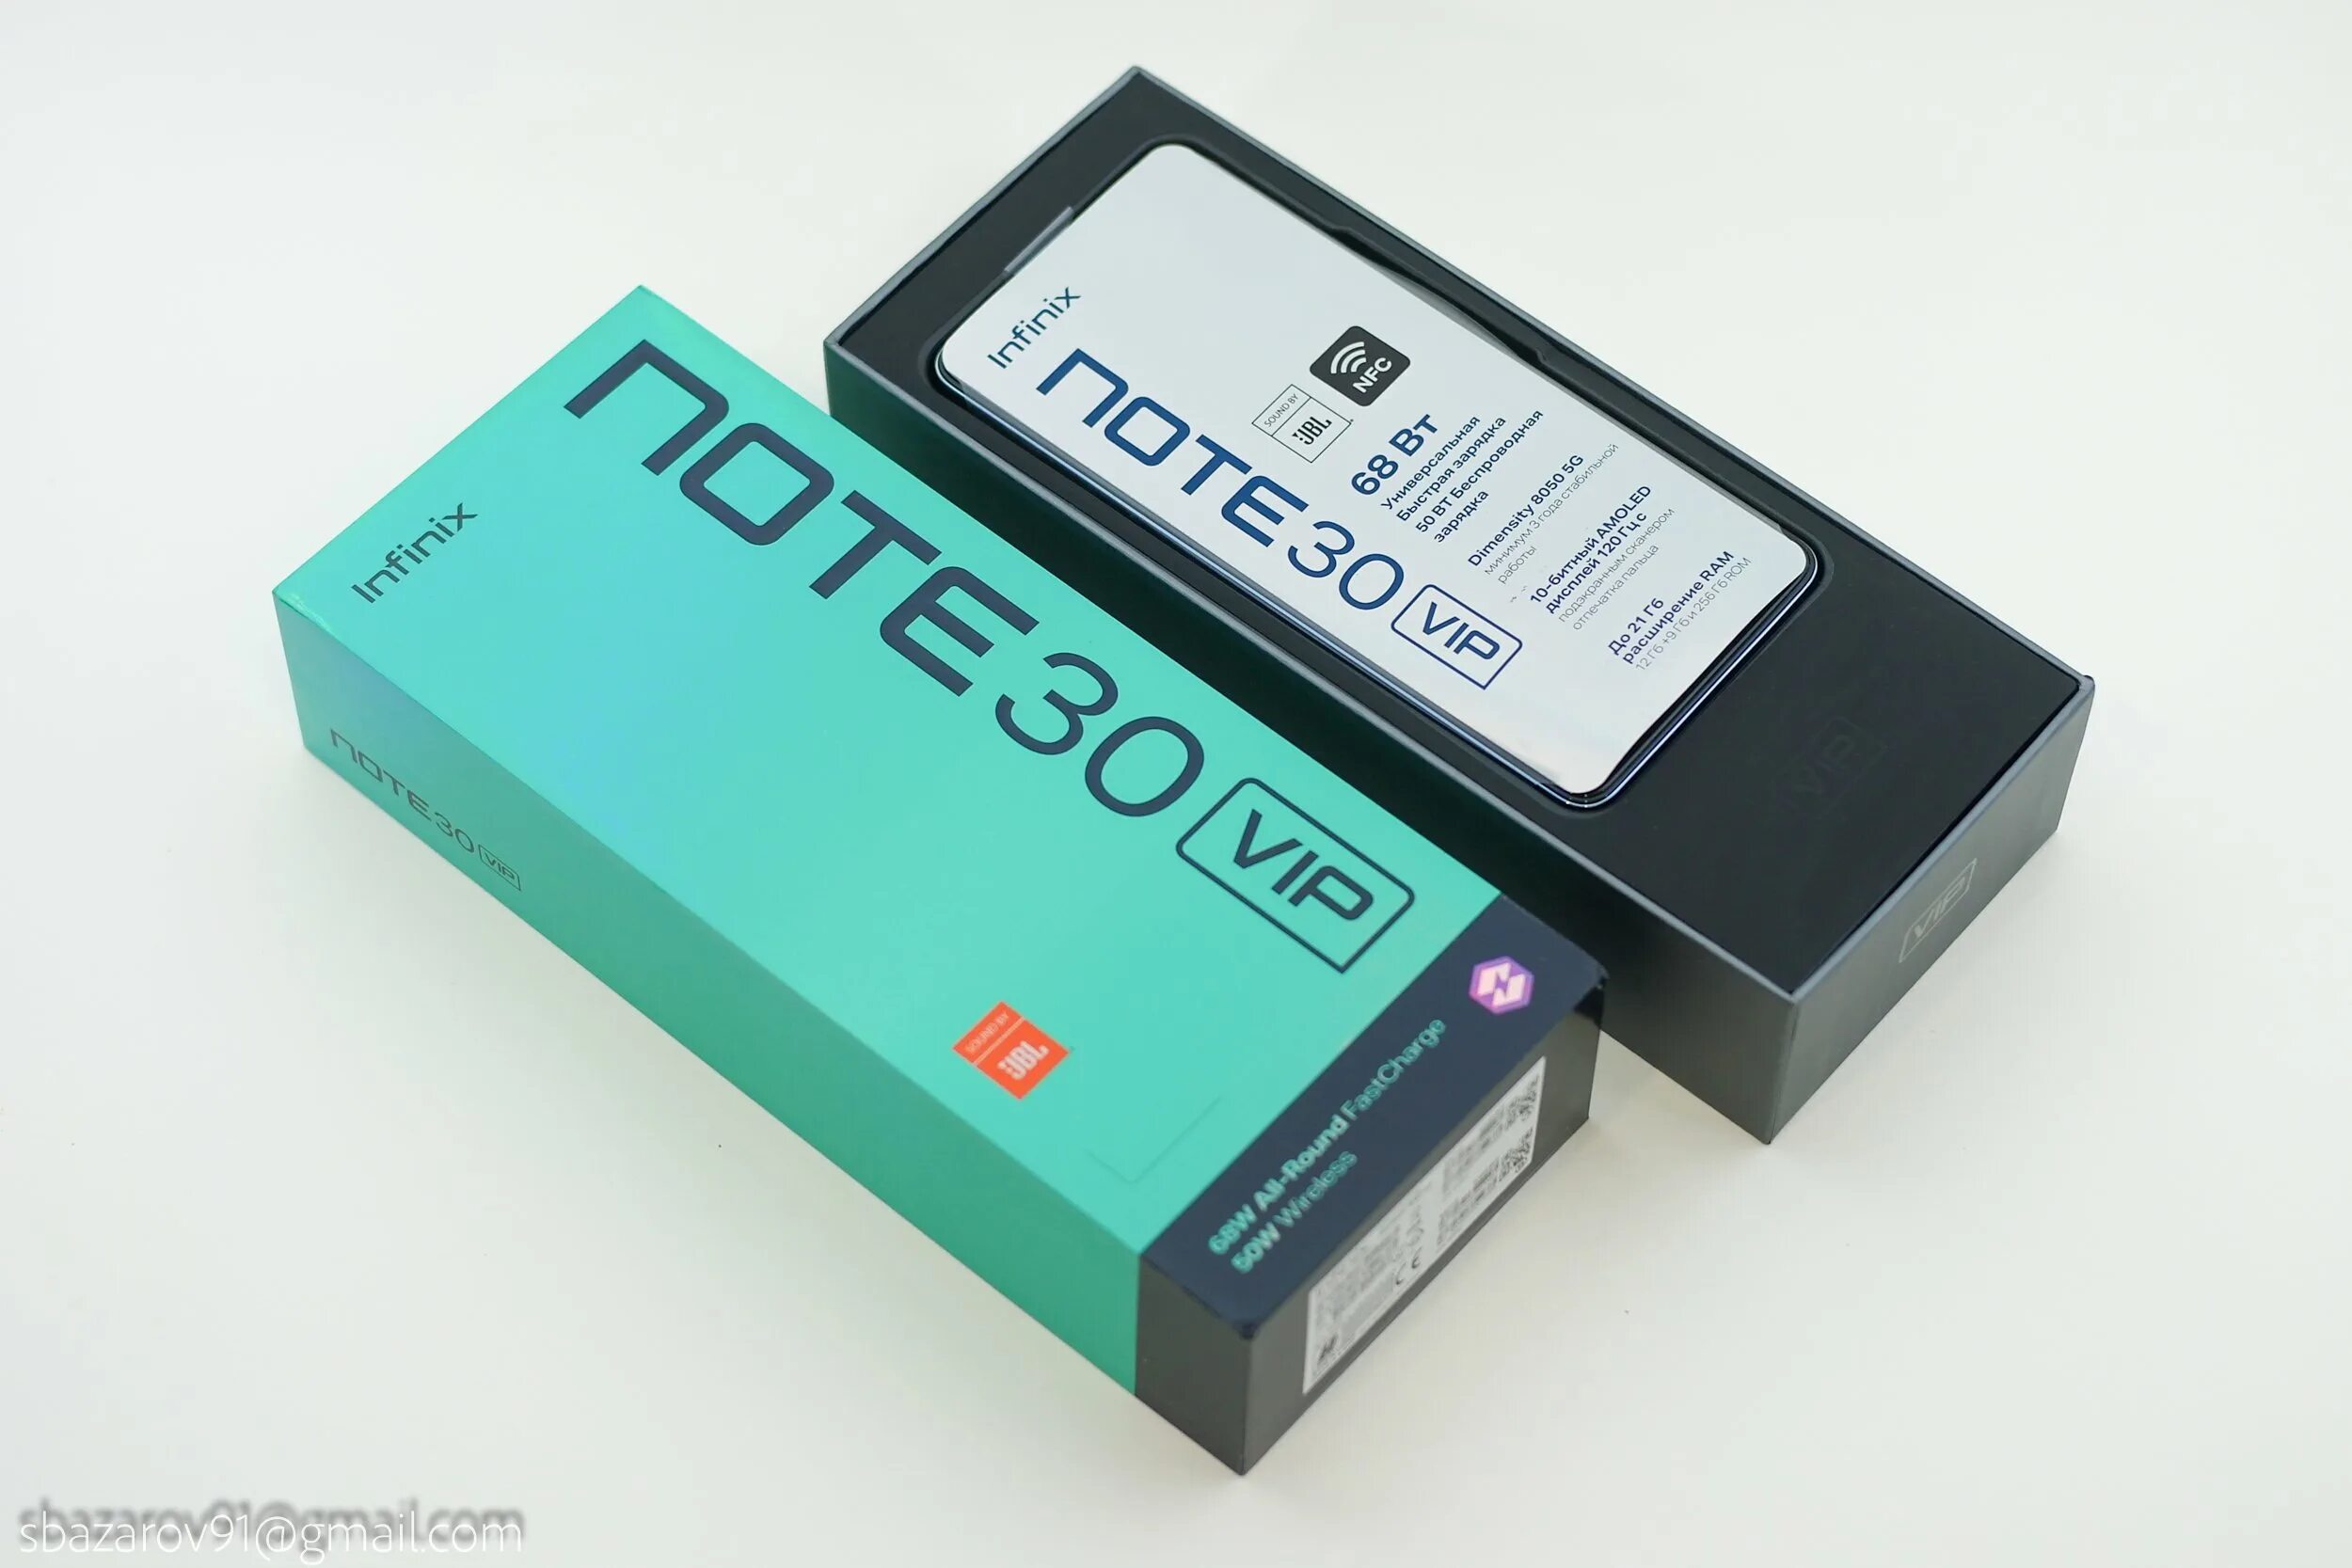 Infinix
NOTE 30 VIP
SOUND BY
JBL
68W All-Round FastCharge
50W Wireless
NOTE 30 VIP
CE
Infinix
NOTE 30 VIP
NFC
SOUND BY
JBL
68 Вт
Универсальная
Быстрая зарядка
50 ВТ Беспроводная
зарядка
Dimensity 8050 5G
минимум 3 года стабильной
работы
10-битный AMOLED
дисплей 120 Гц с
подэкранным сканером
отпечатка пальца
До 21 Гб
расширение RAM
12 Гб+9 Гб и 256 Гб ROM
VIP
VIP
sbazarov91@gmail.com